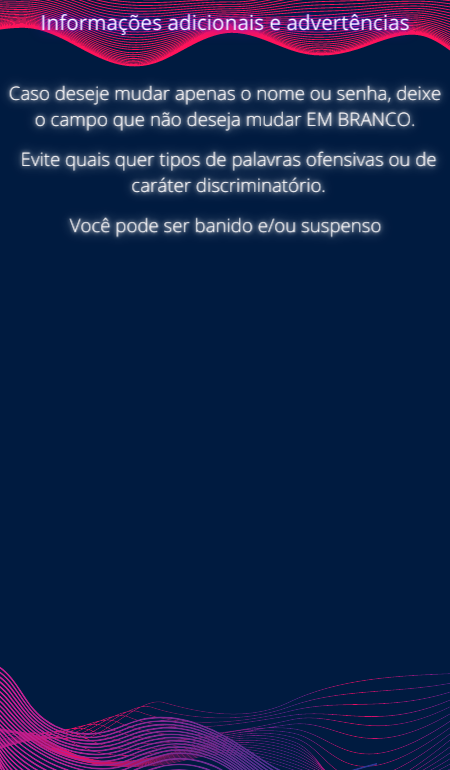 Informações adicionais e advertências
Caso deseje mudar apenas o nome ou senha, deixe
o campo que não deseja mudar EM BRANCO.
Evite quais quer tipos de palavras ofensivas ou de
caráter discriminatório.
Você pode ser banido e/ou suspenso